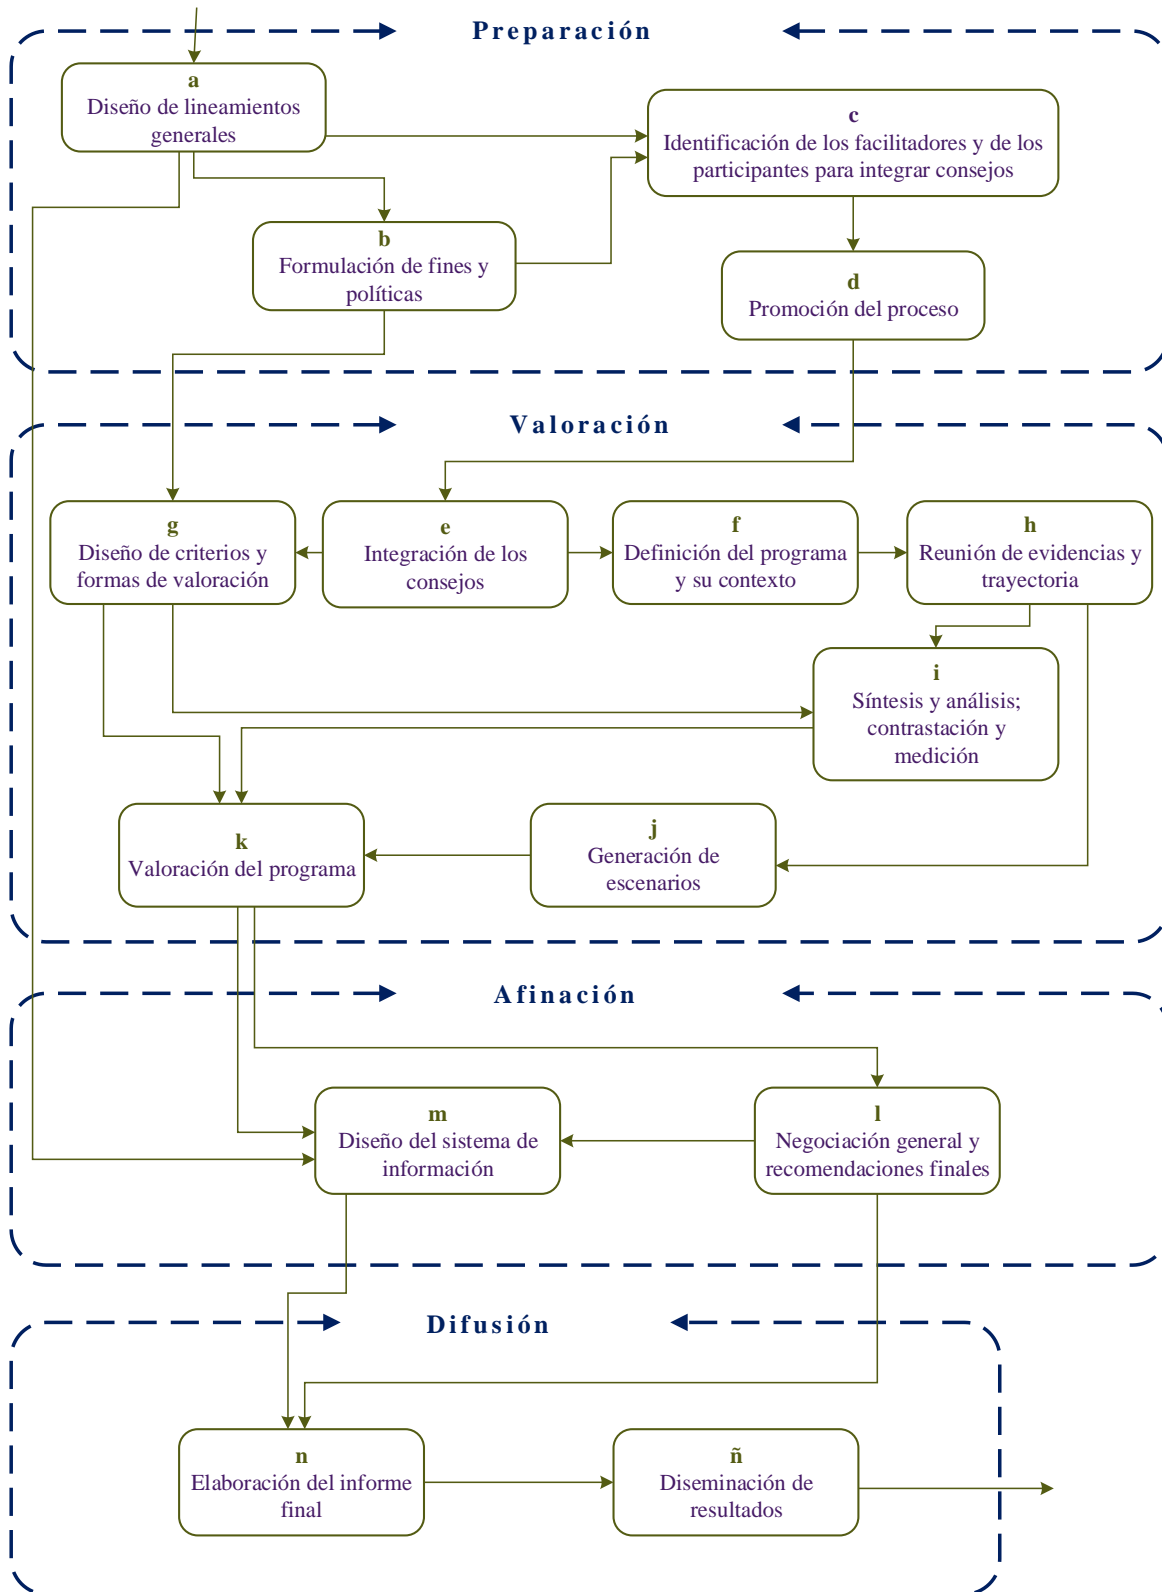 Preparación
a
Diseño de lineamientos
generales
c
Identificación de los facilitadores y de los
participantes para integrar consejos
b
Formulación de fines y
políticas
d
Promoción del proceso
Valoración
g
Diseño de criterios y
formas de valoración
e
Integración de los
consejos
f
Definición del programa
y su contexto
h
Reunión de evidencias y
trayectoria
i
Síntesis y análisis;
contrastación y
medición
k
Valoración del programa
j
Generación de
escenarios
Afinación
m
Diseño del sistema de
información
l
Negociación general y
recomendaciones finales
Difusión
n
Elaboración del informe
final
ñ
Diseminación de
resultados